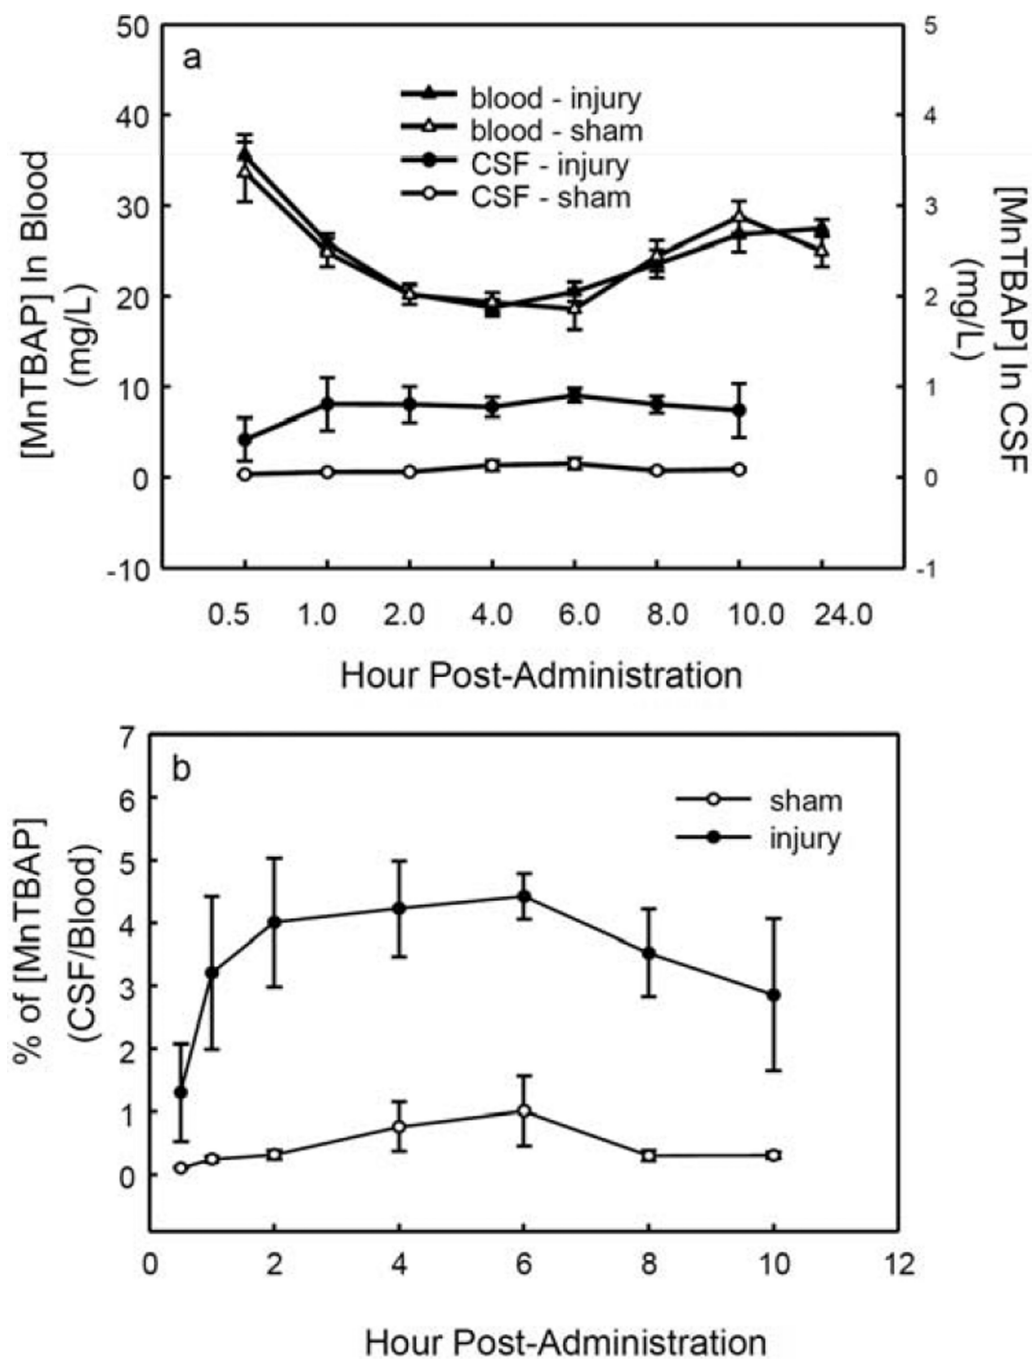 50
40
30
20
10
0
-10
5
4
3
2
1
0
-1
a
blood - injury
blood - sham
CSF - injury
CSF - sham
[MnTBAP] In Blood
(mg/L)
[MnTBAP] In CSF
(mg/L)
0.5 1.0 2.0 4.0 6.0 8.0 10.0 24.0
Hour Post-Administration
7
6
5
4
3
2
1
0
b
sham
injury
% of [MnTBAP]
(CSF/Blood)
0 2 4 6 8 10 12
Hour Post-Administration